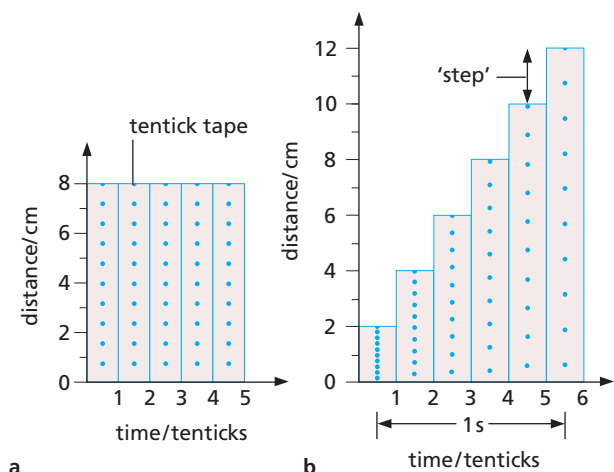 tentick tape
distance/cm
8
6
4
2
0
1 2 3 4 5
time/tenticks
a
'step'
distance/cm
12
10
8
6
4
2
0
1 2 3 4 5 6
1 s
time/tenticks
b